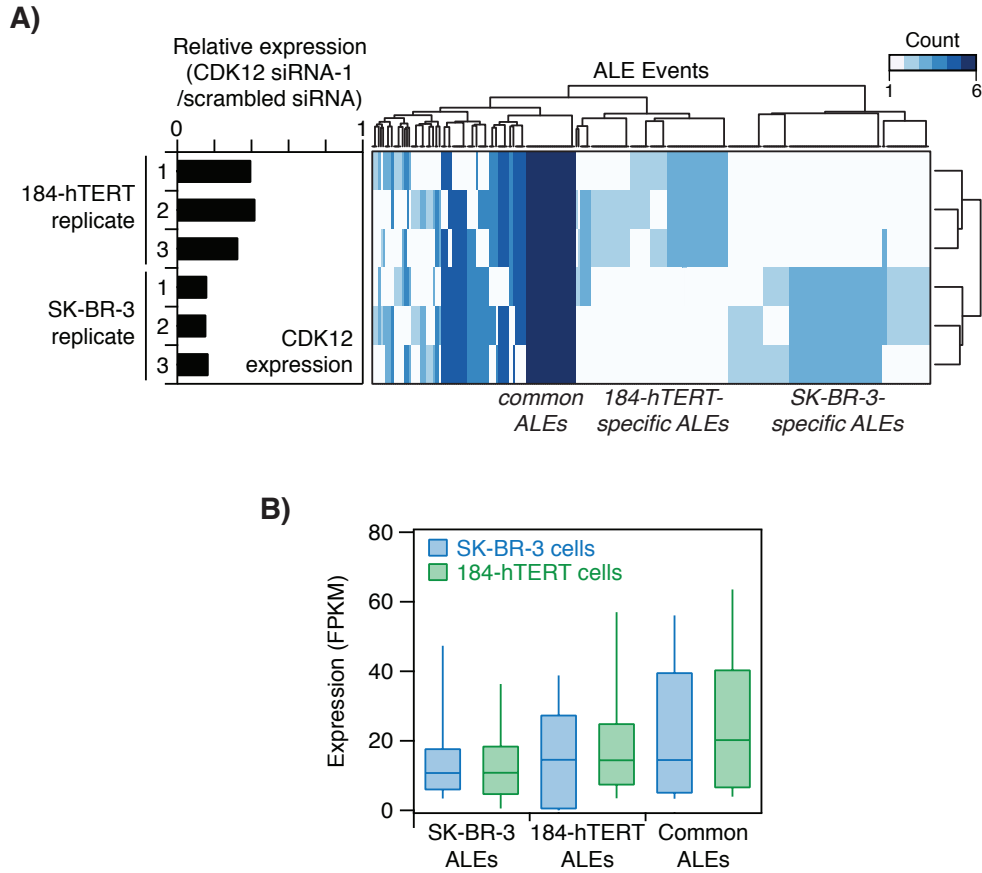 A)
Relative expression
(CDK12 siRNA-1
/scrambled siRNA)
0
1
ALE Events
Count
1
6
184-hTERT
replicate
1
2
3
SK-BR-3
replicate
1
2
3
CDK12
expression
common
ALEs
184-hTERT-
specific ALEs
SK-BR-3-
specific ALEs
B)
Expression (FPKM)
80
60
40
20
0
SK-BR-3 cells
184-hTERT cells
SK-BR-3
ALEs
184-hTERT
ALEs
Common
ALEs